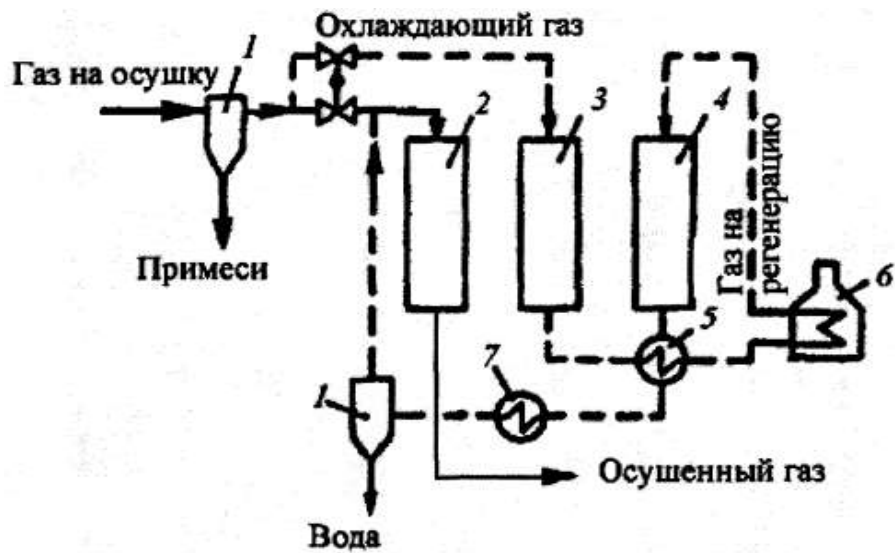 Охлаждающий газ
Газ на осушку
1
2
3
4
Примеси
Газ на
регенерацию
6
5
7
1
Осушенный газ
Вода